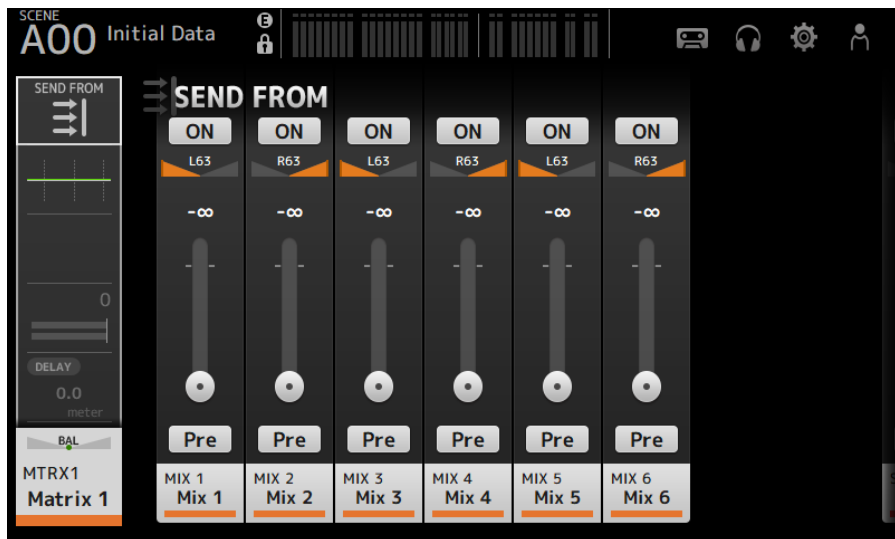 SCENE
A00 Initial Data
E
SEND FROM
SEND FROM
ON ON ON ON ON ON
L63 R63 L63 R63 L63 R63
-∞ -∞ -∞ -∞ -∞ -∞
0
DELAY
0.0
meter
BAL
Pre Pre Pre Pre Pre Pre
MTRX1
Matrix 1
MIX 1 MIX 2 MIX 3 MIX 4 MIX 5 MIX 6
Mix 1 Mix 2 Mix 3 Mix 4 Mix 5 Mix 6